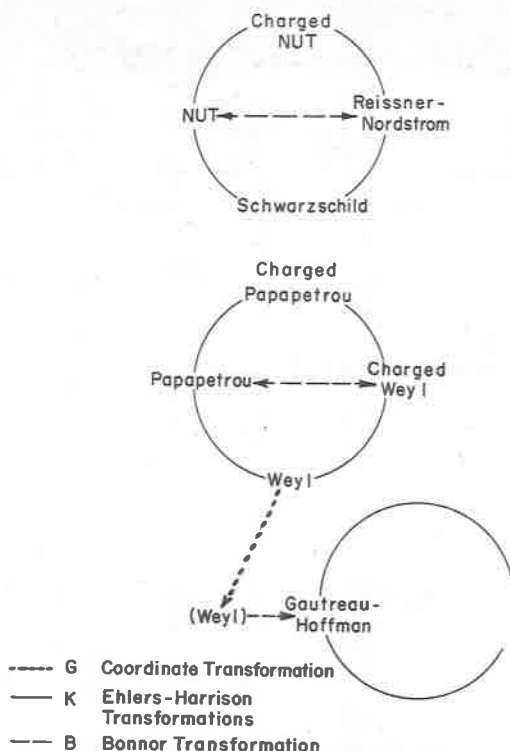 Charged
NUT
NUT
Reissner-
Nordstrom
Schwarzschild
Charged
Papapetrou
Papapetrou
Charged
Weyl
Weyl
(Weyl)
Gautreau-
Hoffman
G Coordinate Transformation
K Ehlers-Harrison
Transformations
B Bonnor Transformation